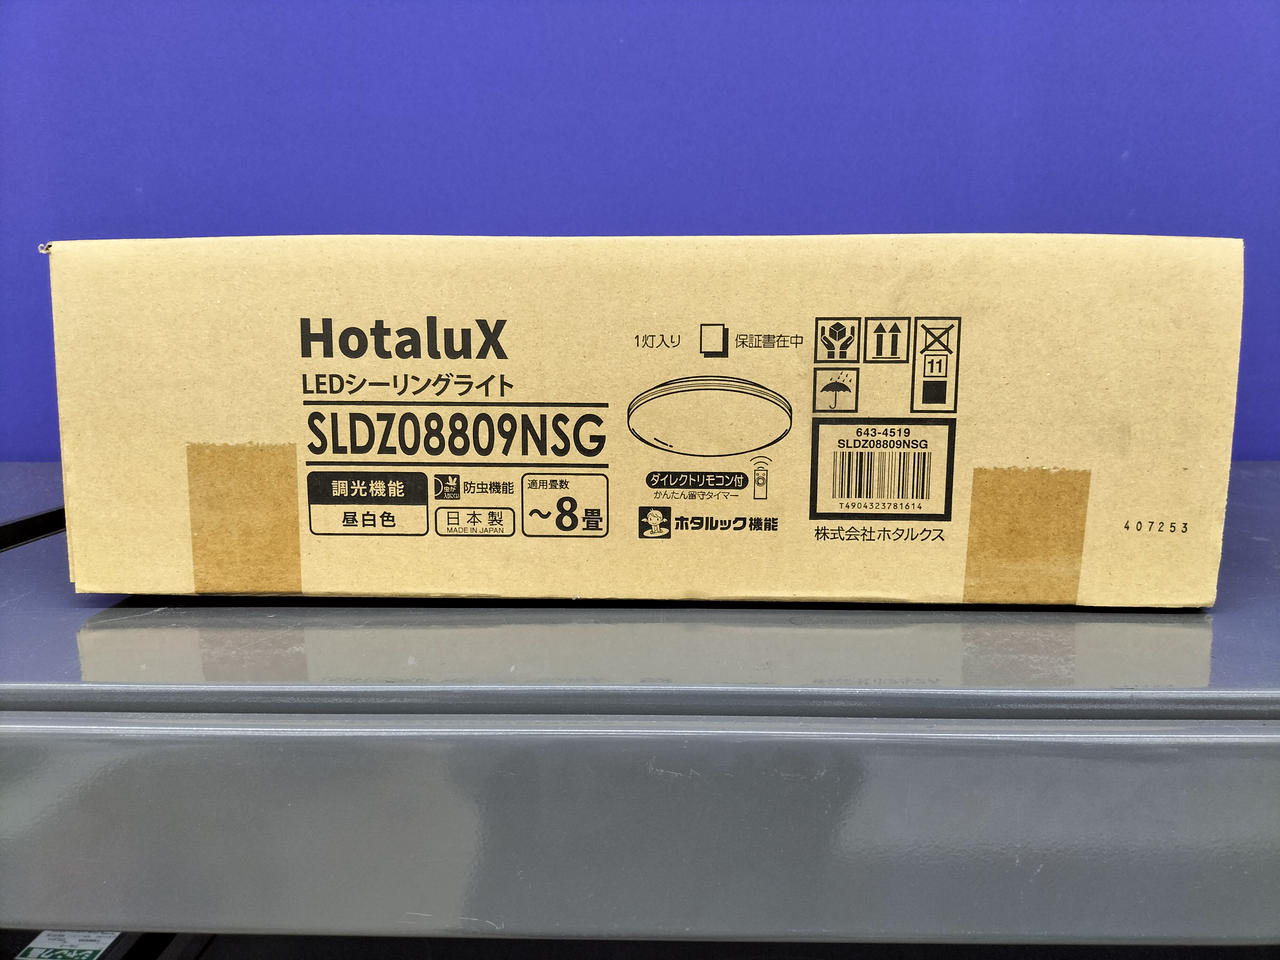 HotaluX
LEDシーリングライト
SLDZ08809NSG
調光機能
昼白色
防虫機能
日本製
MADE IN JAPAN
適用畳数
～8畳
1灯入り
保証書在中
ダイレクトリモコン付
かんたん留守タイマー
ホタルック機能
11
643-4519
SLDZ08809NSG
T4904323781614
株式会社ホタルクス
407253